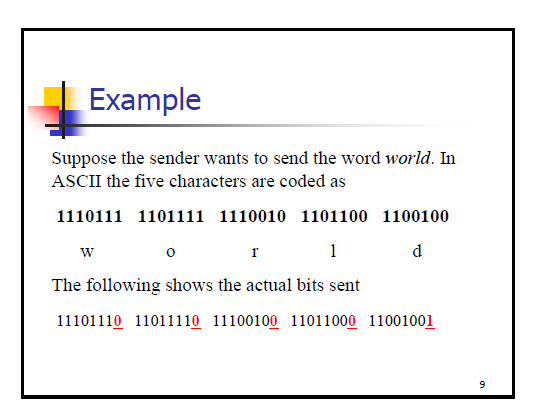 Example
Suppose the sender wants to send the word world. In
ASCII the five characters are coded as
1110111 1101111 1110010 1101100 1100100
w o r l d
The following shows the actual bits sent
11101110 11011110 11100100 11011000 11001001
9